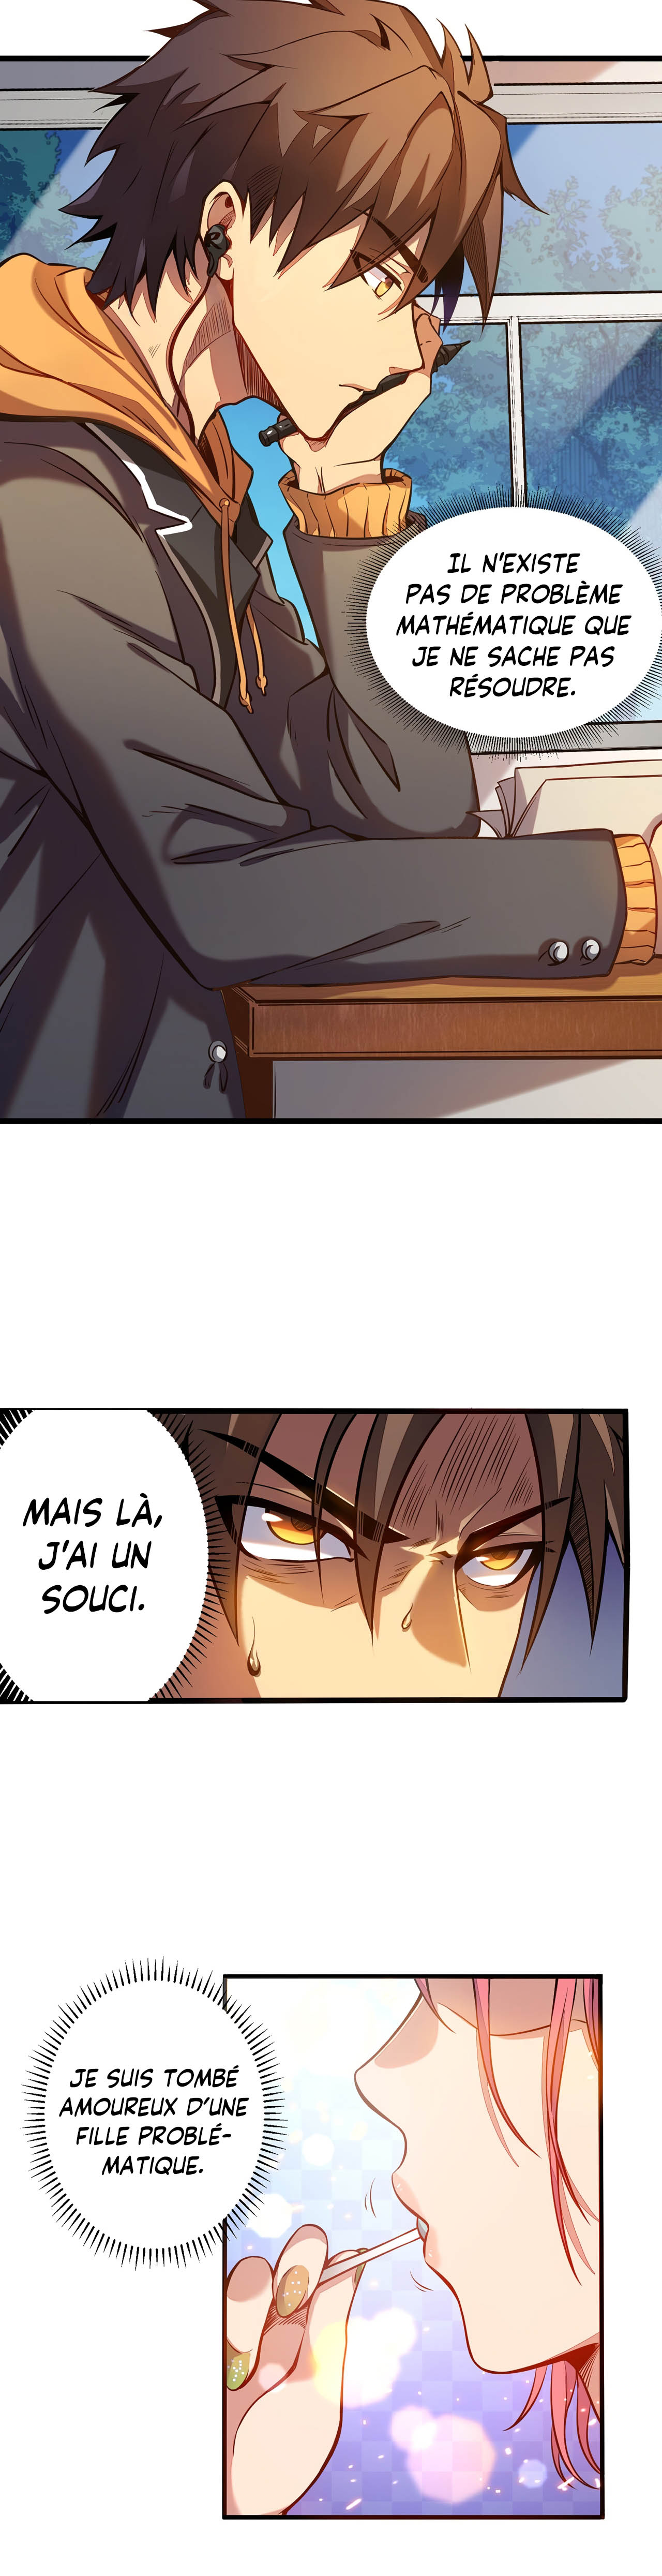 IL N'EXISTE
PAS DE PROBLÈME
MATHÉMATIQUE QUE
JE NE SACHE PAS
RÉSOUDRE.
MAIS LÀ,
J'AI UN
SOUCI.
JE SUIS TOMBÉ
AMOUREUX D'UNE
FILLE PROBLÉ-
MATIQUE.